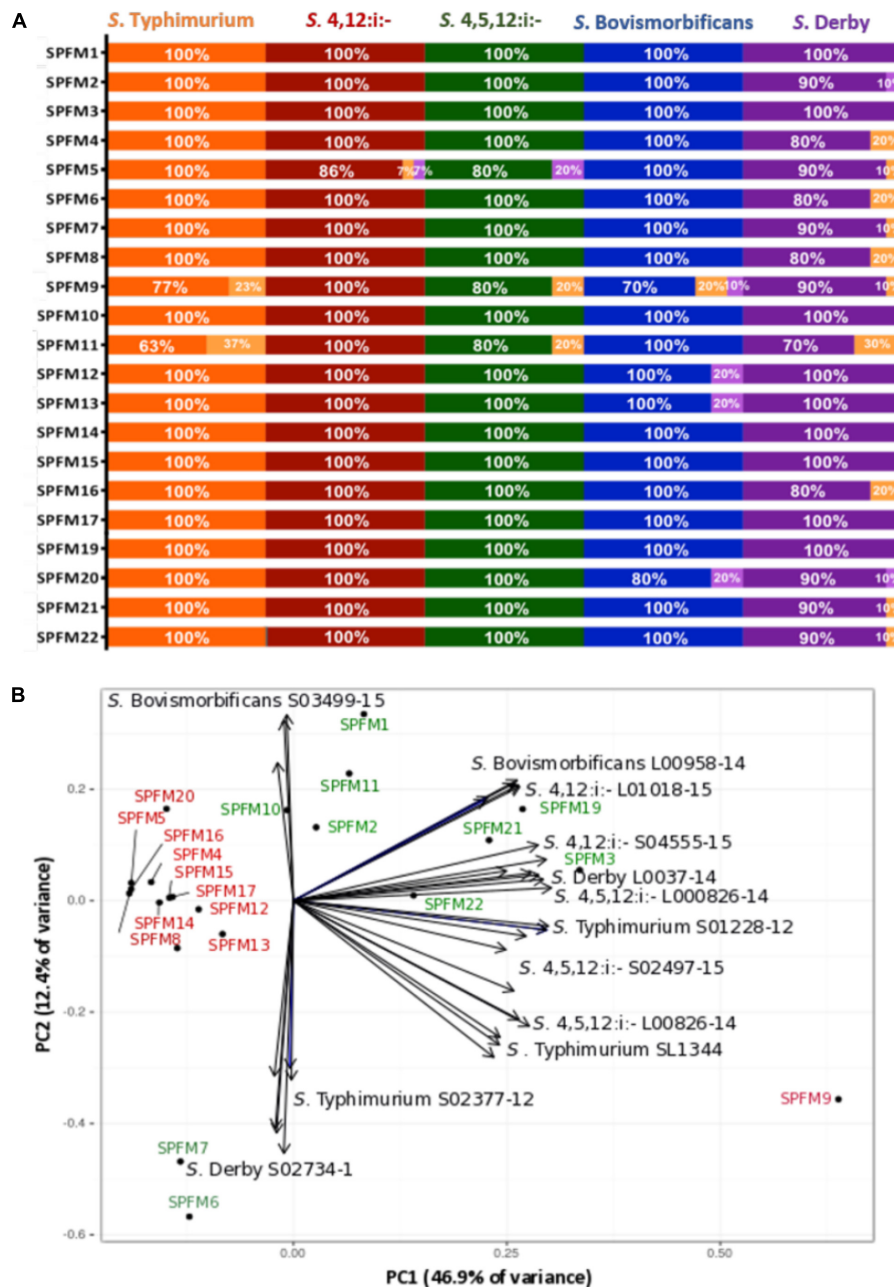 A
S. Typhimurium S. 4,12:i:- S. 4,5,12:i:- S. Bovismorbificans S. Derby
SPFM1 100% 100% 100% 100% 100%
SPFM2 100% 100% 100% 100% 90% 10%
SPFM3 100% 100% 100% 100% 100%
SPFM4 100% 100% 100% 100% 80% 20%
SPFM5 100% 86% 7% 7% 80% 20% 100% 90% 10%
SPFM6 100% 100% 100% 100% 80% 20%
SPFM7 100% 100% 100% 100% 90% 10%
SPFM8 100% 100% 100% 100% 80% 20%
SPFM9 77% 23% 100% 80% 20% 70% 20% 10% 90% 10%
SPFM10 100% 100% 100% 100% 100%
SPFM11 63% 37% 100% 80% 20% 100% 70% 30%
SPFM12 100% 100% 100% 100% 20% 100%
SPFM13 100% 100% 100% 100% 20% 100%
SPFM14 100% 100% 100% 100% 100%
SPFM15 100% 100% 100% 100% 100%
SPFM16 100% 100% 100% 100% 80% 20%
SPFM17 100% 100% 100% 100% 100%
SPFM19 100% 100% 100% 100% 100%
SPFM20 100% 100% 100% 80% 20% 90% 10%
SPFM21 100% 100% 100% 100% 90% 10%
SPFM22 100% 100% 100% 100% 90% 10%
B
S. Bovismorbificans S03499-15
SPFM1
S. Bovismorbificans L00958-14
SPFM11
S. 4,12:i:- L01018-15
SPFM20
SPFM10
SPFM19
SPFM5
SPFM2
SPFM21
SPFM16
S. 4,12:i:- S04555-15
SPFM4
SPFM3
SPFM15
S. Derby L0037-14
SPFM17
S. 4,5,12:i:- L000826-14
SPFM12
SPFM22
SPFM14
S. Typhimurium S01228-12
SPFM8
SPFM13
S. 4,5,12:i:- S02497-15
S. 4,5,12:i:- L00826-14
S . Typhimurium SL1344
S. Typhimurium S02377-12
SPFM9
SPFM7
S. Derby S02734-1
SPFM6
0.2
0.0
-0.2
-0.4
-0.6
PC2 (12.4% of variance)
0.00 0.25 0.50
PC1 (46.9% of variance)